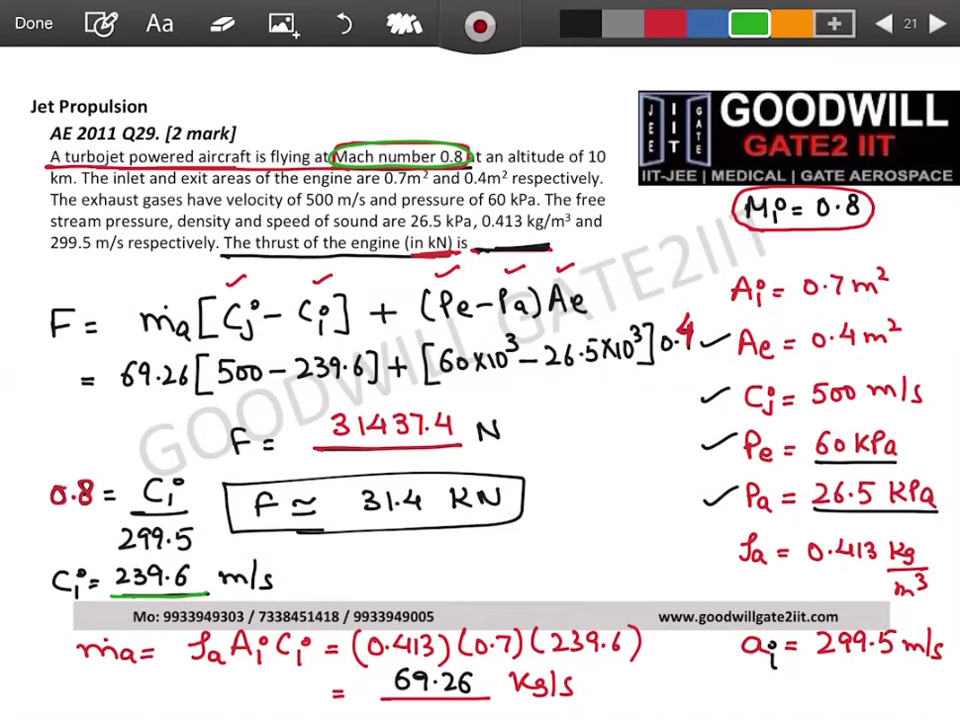 Done Aa 21
Jet Propulsion
AE 2011 Q29. [2 mark]
A turbojet powered aircraft is flying at Mach number 0.8 at an altitude of 10
km. The inlet and exit areas of the engine are 0.7m² and 0.4m² respectively.
The exhaust gases have velocity of 500 m/s and pressure of 60 kPa. The free
stream pressure, density and speed of sound are 26.5 kPa, 0.413 kg/m³ and
299.5 m/s respectively. The thrust of the engine (in kN) is
JEE IIT GATE
GOODWILL
GATE2 IIT
IIT-JEE | MEDICAL | GATE AEROSPACE
Mi = 0.8
F = ṁa [Cj - Ci] + (Pe - Pa) Ae
= 69.26 [500 - 239.6] + [60×10³ - 26.5×10³] 0.4
F = 31437.4 N
0.8 = Ci / 299.5
F ≃ 31.4 KN
Ci = 239.6 m/s
Ai = 0.7 m²
Ae = 0.4 m²
Cj = 500 m/s
Pe = 60 KPa
Pa = 26.5 KPa
ρa = 0.413 kg/m³
ai = 299.5 m/s
GOODWILL GATE2IIT
Mo: 9933949303 / 7338451418 / 9933949005 www.goodwillgate2iit.com
ṁa = ρa Ai Ci = (0.413) (0.7) (239.6)
= 69.26 Kg/s